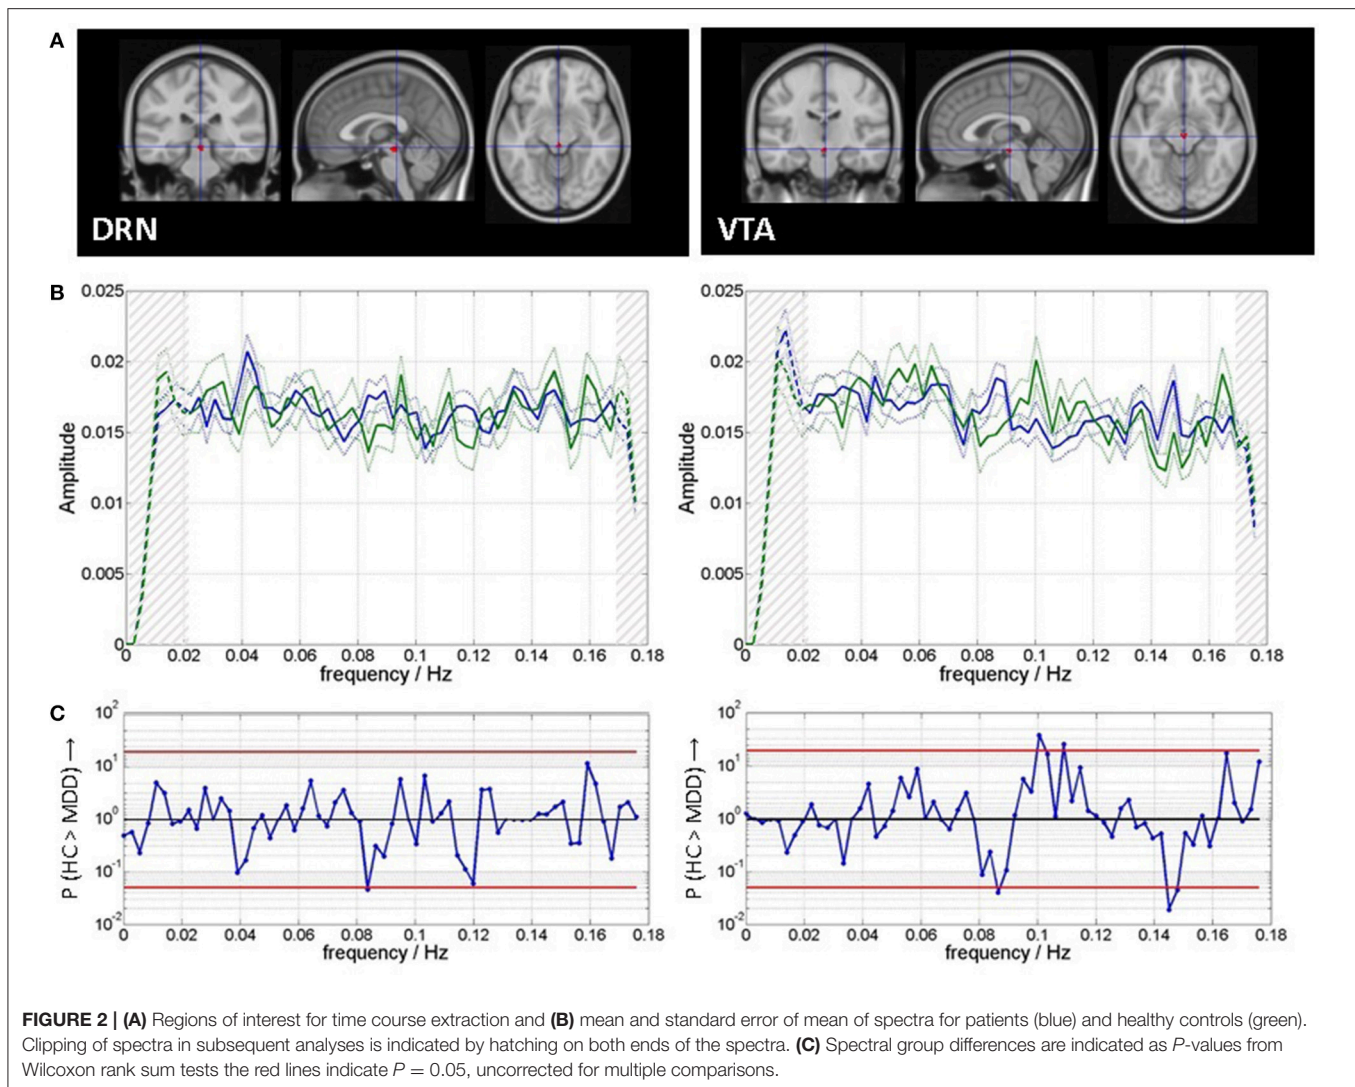 A
DRN
VTA
B
0.025
0.02
0.015
0.01
0.005
0
Amplitude
0 0.02 0.04 0.06 0.08 0.1 0.12 0.14 0.16 0.18
frequency / Hz
0.025
0.02
0.015
0.01
0.005
0
Amplitude
0 0.02 0.04 0.06 0.08 0.1 0.12 0.14 0.16 0.18
frequency / Hz
C
10²
10¹
10⁰
10⁻¹
10⁻²
P (HC > MDD) →
0 0.02 0.04 0.06 0.08 0.1 0.12 0.14 0.16 0.18
frequency / Hz
10²
10¹
10⁰
10⁻¹
10⁻²
P (HC > MDD) →
0 0.02 0.04 0.06 0.08 0.1 0.12 0.14 0.16 0.18
frequency / Hz
FIGURE 2 | (A) Regions of interest for time course extraction and (B) mean and standard error of mean of spectra for patients (blue) and healthy controls (green).
Clipping of spectra in subsequent analyses is indicated by hatching on both ends of the spectra. (C) Spectral group differences are indicated as P-values from
Wilcoxon rank sum tests the red lines indicate P = 0.05, uncorrected for multiple comparisons.